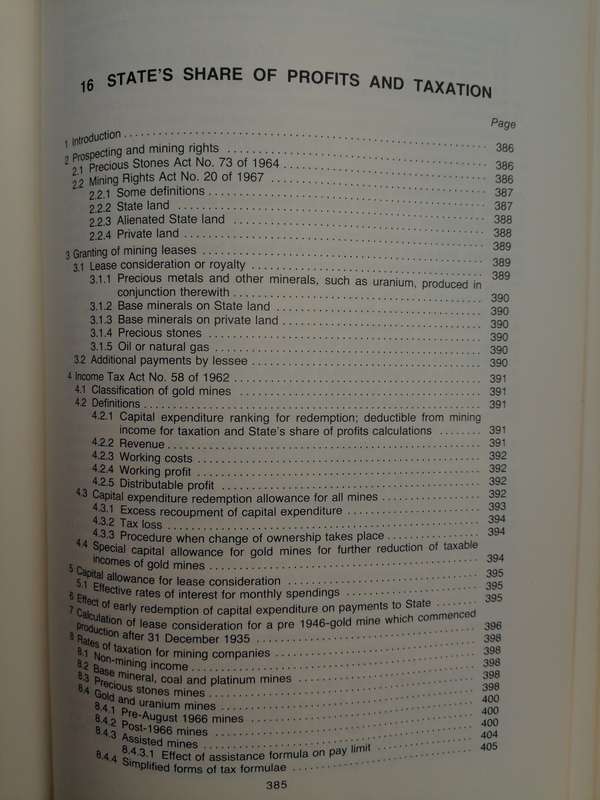 16 STATE'S SHARE OF PROFITS AND TAXATION
Page
1 Introduction . . . 386
2 Prospecting and mining rights . . . 386
2.1 Precious Stones Act No. 73 of 1964 . . . 386
2.2 Mining Rights Act No. 20 of 1967 . . . 387
2.2.1 Some definitions . . . 387
2.2.2 State land . . . 388
2.2.3 Alienated State land . . . 388
2.2.4 Private land . . . 389
3 Granting of mining leases . . . 389
3.1 Lease consideration or royalty . . . 389
3.1.1 Precious metals and other minerals, such as uranium, produced in
conjunction therewith . . . 390
3.1.2 Base minerals on State land . . . 390
3.1.3 Base minerals on private land . . . 390
3.1.4 Precious stones . . . 390
3.1.5 Oil or natural gas . . . 390
3.2 Additional payments by lessee . . . 390
4 Income Tax Act No. 58 of 1962 . . . 391
4.1 Classification of gold mines . . . 391
4.2 Definitions . . . 391
4.2.1 Capital expenditure ranking for redemption; deductible from mining
income for taxation and State's share of profits calculations . . . 391
4.2.2 Revenue . . . 391
4.2.3 Working costs . . . 392
4.2.4 Working profit . . . 392
4.2.5 Distributable profit . . . 392
4.3 Capital expenditure redemption allowance for all mines . . . 392
4.3.1 Excess recoupment of capital expenditure . . . 393
4.3.2 Tax loss . . . 394
4.3.3 Procedure when change of ownership takes place . . . 394
4.4 Special capital allowance for gold mines for further reduction of taxable
incomes of gold mines . . . 394
5 Capital allowance for lease consideration . . . 395
5.1 Effective rates of interest for monthly spendings . . . 395
6 Effect of early redemption of capital expenditure on payments to State . . . 395
7 Calculation of lease consideration for a pre 1946-gold mine which commenced
production after 31 December 1935 . . . 396
8 Rates of taxation for mining companies . . . 398
8.1 Non-mining income . . . 398
8.2 Base mineral, coal and platinum mines . . . 398
8.3 Precious stones mines . . . 398
8.4 Gold and uranium mines . . . 398
8.4.1 Pre-August 1966 mines . . . 400
8.4.2 Post-1966 mines . . . 400
8.4.3 Assisted mines . . . 400
8.4.3.1 Effect of assistance formula on pay limit . . . 404
8.4.4 Simplified forms of tax formulae . . . 405
385